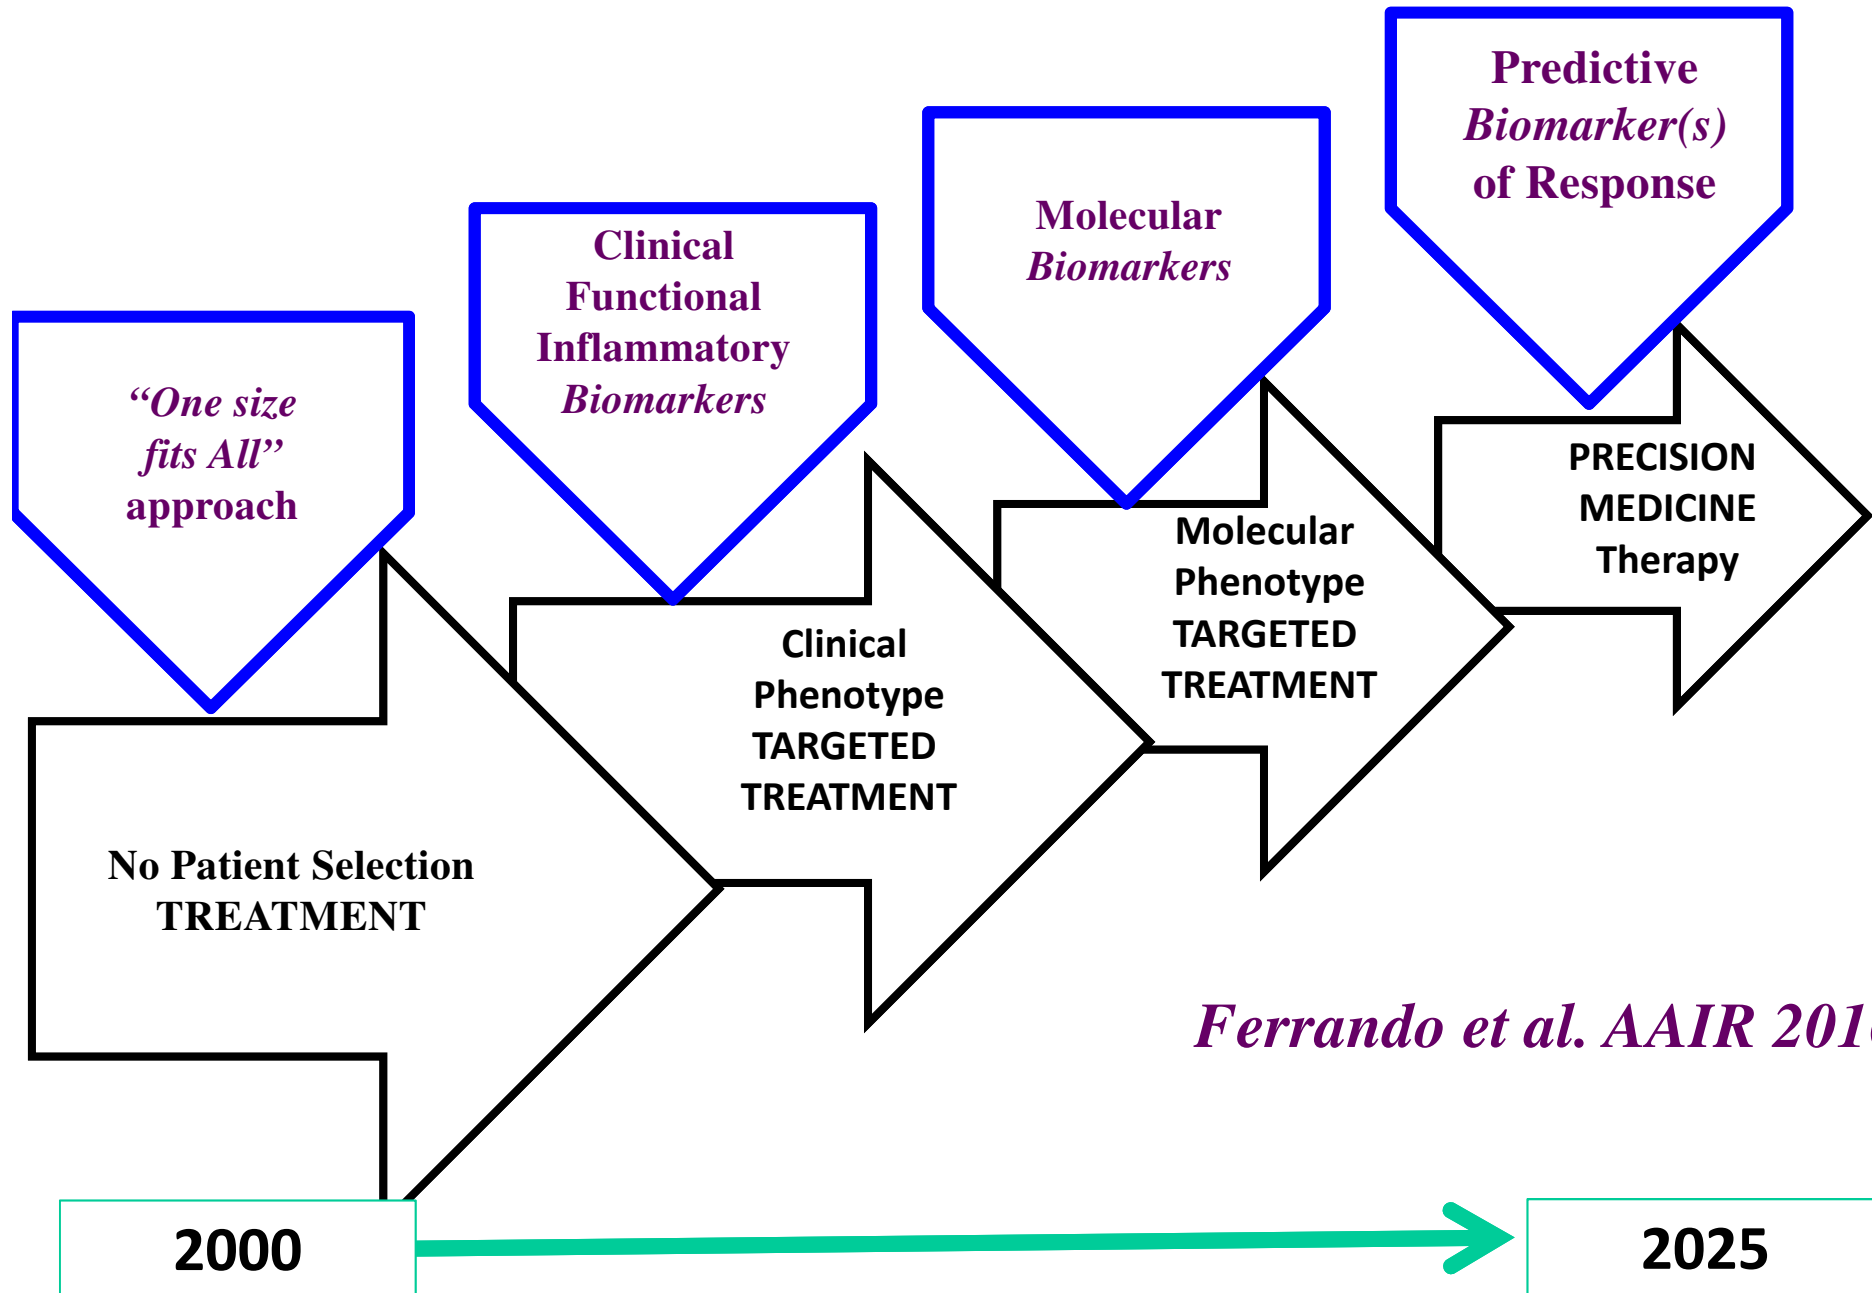 “One size
fits All”
approach
Clinical
Functional
Inflammatory
Biomarkers
Molecular
Biomarkers
Predictive
Biomarker(s)
of Response
No Patient Selection
TREATMENT
Clinical
Phenotype
TARGETED
TREATMENT
Molecular
Phenotype
TARGETED
TREATMENT
PRECISION
MEDICINE
Therapy
Ferrando et al. AAIR
2000
2025